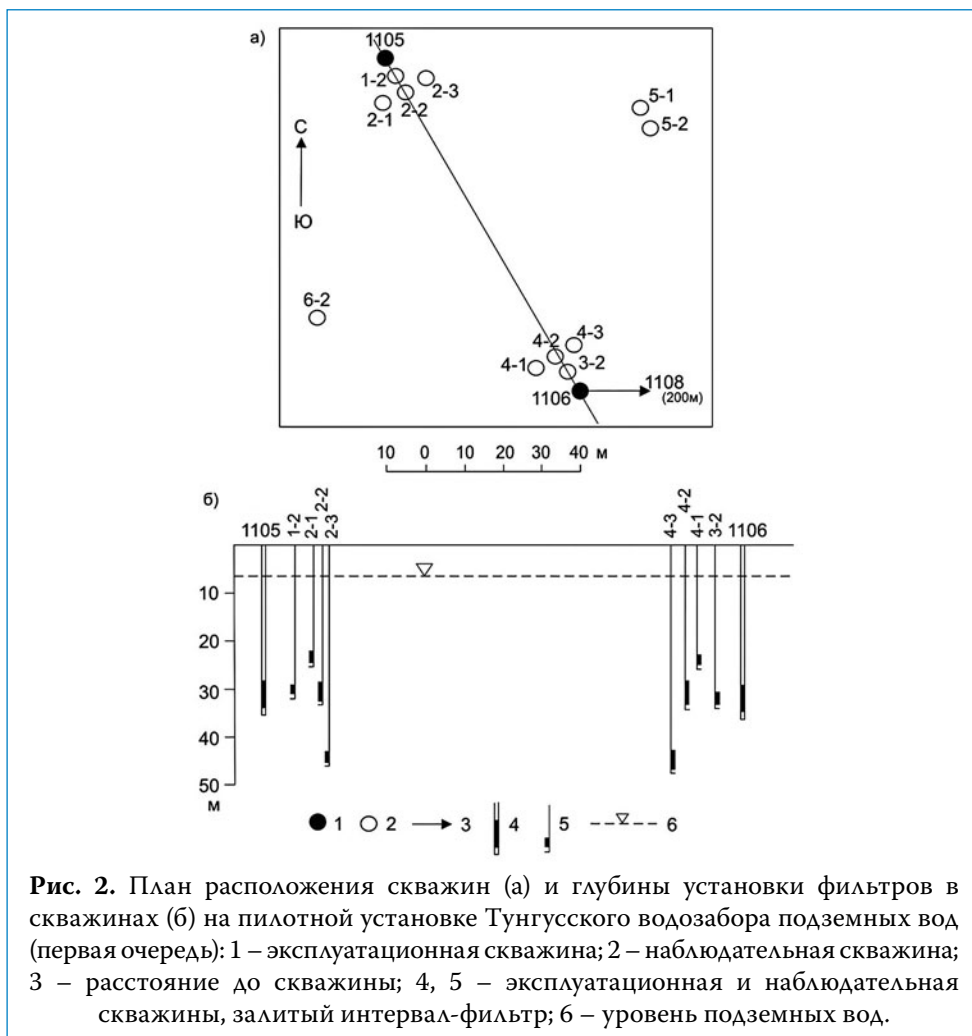 а)
1105
1-2
2-3
2-2
2-1
5-1
5-2
С
Ю
6-2
4-3
4-2
4-1
3-2
1106
1108
(200м)
10 0 10 20 30 40 м
б)
1105 1-2 2-1 2-2 2-3 4-3 4-2 4-1 3-2 1106
10
20
30
40
50
м
1 2 3 4 5 6
Рис. 2. План расположения скважин (а) и глубины установки фильтров в
скважинах (б) на пилотной установке Тунгусского водозабора подземных вод
(первая очередь): 1 – эксплуатационная скважина; 2 – наблюдательная скважина;
3 – расстояние до скважины; 4, 5 – эксплуатационная и наблюдательная
скважины, залитый интервал-фильтр; 6 – уровень подземных вод.